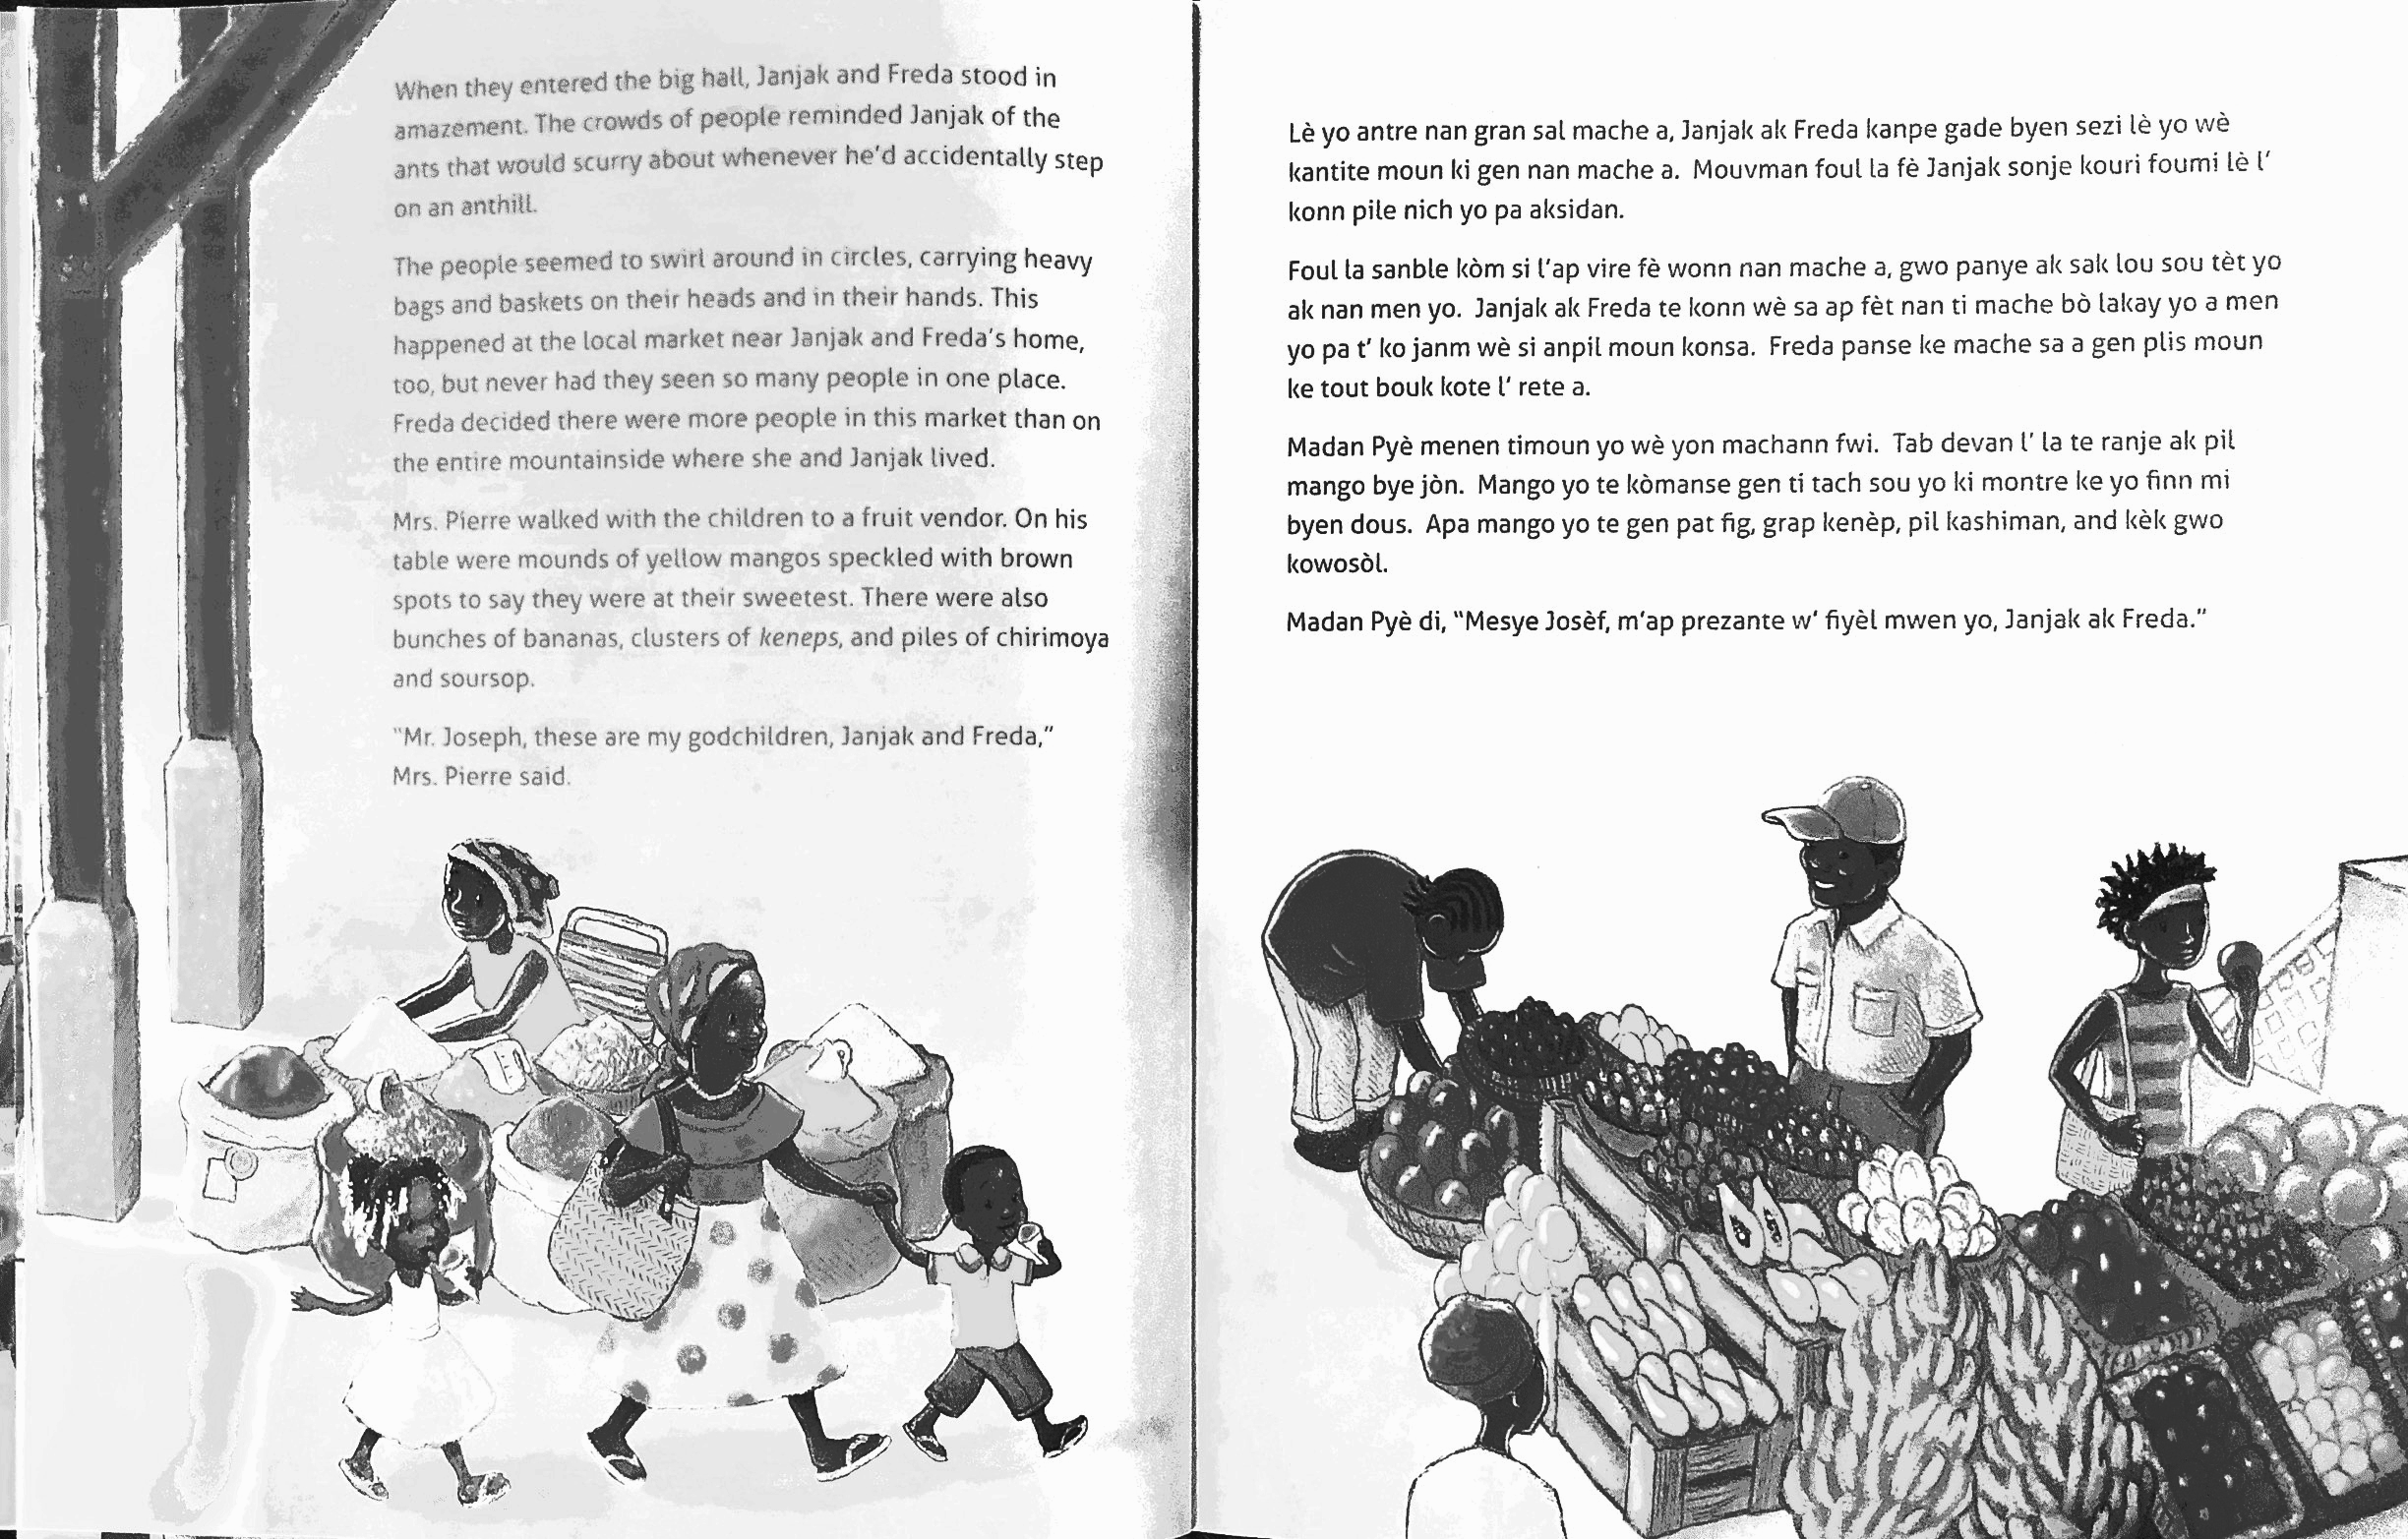 When they entered the big hall, Janjak and Freda stood in
amazement. The crowds of people reminded Janjak of the
ants that would scurry about whenever he'd accidentally step
on an anthill.
The people seemed to swirl around in circles, carrying heavy
bags and baskets on their heads and in their hands. This
happened at the local market near Janjak and Freda's home,
too, but never had they seen so many people in one place.
Freda decided there were more people in this market than on
the entire mountainside where she and Janjak lived.
Mrs. Pierre walked with the children to a fruit vendor. On his
table were mounds of yellow mangos speckled with brown
spots to say they were at their sweetest. There were also
bunches of bananas, clusters of keneps, and piles of chirimoya
and soursop.
"Mr. Joseph, these are my godchildren, Janjak and Freda,"
Mrs. Pierre said.
Lè yo antre nan gran sal mache a, Janjak ak Freda kanpe gade byen sezi lè yo wè
kantite moun ki gen nan mache a. Mouvman foul la fè Janjak sonje kouri foumi lè l'
konn pile nich yo pa aksidan.
Foul la sanble kòm si l'ap vire fè wonn nan mache a, gwo panye ak sak lou sou tèt yo
ak nan men yo. Janjak ak Freda te konn wè sa ap fèt nan ti mache bò lakay yo a men
yo pa t' ko janm wè si anpil moun konsa. Freda panse ke mache sa a gen plis moun
ke tout bouk kote l' rete a.
Madan Pyè menen timoun yo wè yon machann fwi. Tab devan l' la te ranje ak pil
mango bye jòn. Mango yo te kòmanse gen ti tach sou yo ki montre ke yo finn mi
byen dous. Apa mango yo te gen pat fig, grap kenèp, pil kashiman, and kèk gwo
kowosòl.
Madan Pyè di, "Mesye Josèf, m'ap prezante w' fiyèl mwen yo, Janjak ak Freda."